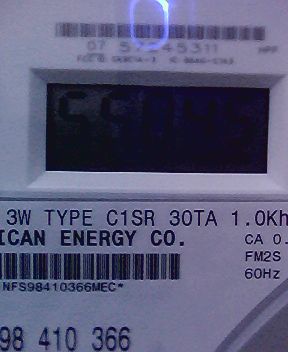 07 57245311
3W TYPE C1SR 30TA 1.0Kh
ICAN ENERGY CO.
CA 0.
FM2S
60Hz
NFS98410366MEC*
98 410 366